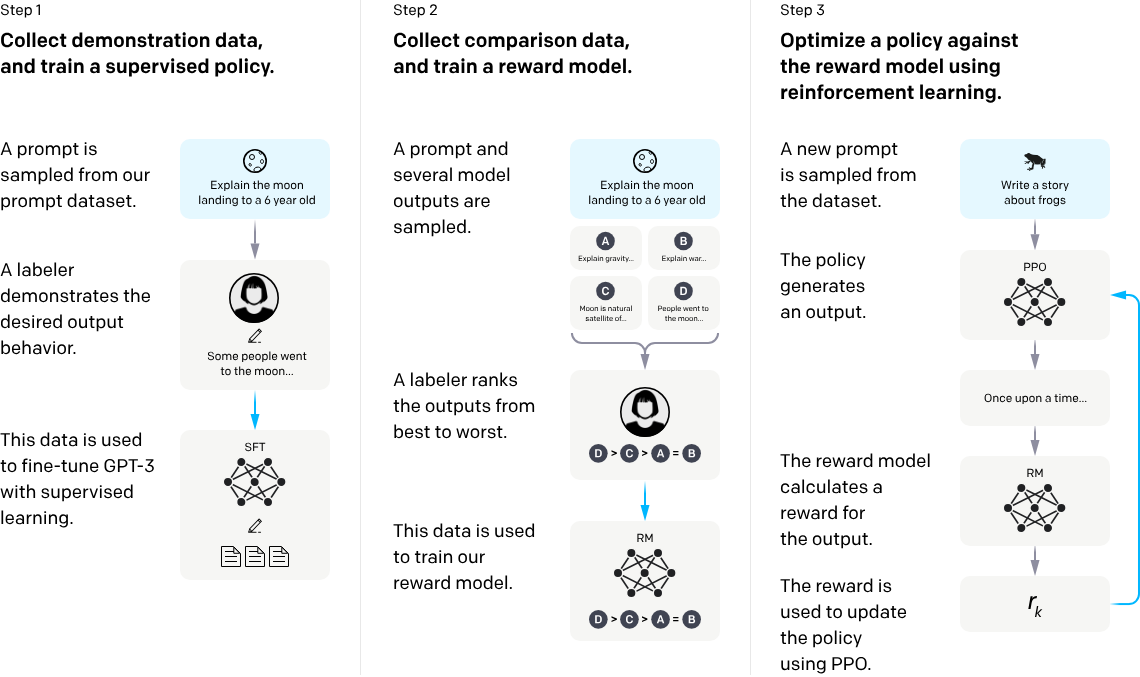 Step 1
Collect demonstration data,
and train a supervised policy.
A prompt is
sampled from our
prompt dataset.
Explain the moon
landing to a 6 year old
A labeler
demonstrates the
desired output
behavior.
Some people went
to the moon...
This data is used
to fine-tune GPT-3
with supervised
learning.
SFT
Step 2
Collect comparison data,
and train a reward model.
A prompt and
several model
outputs are
sampled.
Explain the moon
landing to a 6 year old
A
Explain gravity...
B
Explain war...
C
Moon is natural
satellite of...
D
People went to
the moon...
A labeler ranks
the outputs from
best to worst.
D > C > A = B
This data is used
to train our
reward model.
RM
D > C > A = B
Step 3
Optimize a policy against
the reward model using
reinforcement learning.
A new prompt
is sampled from
the dataset.
Write a story
about frogs
The policy
generates
an output.
PPO
Once upon a time...
The reward model
calculates a
reward for
the output.
RM
The reward is
used to update
the policy
using PPO.
r_k